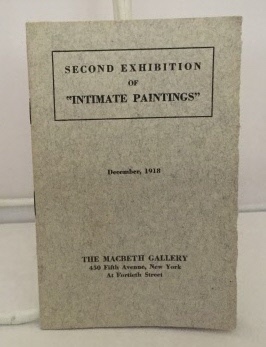 SECOND EXHIBITION
OF
"INTIMATE PAINTINGS"
December, 1918
THE MACBETH GALLERY
450 Fifth Avenue, New York
At Fortieth Street